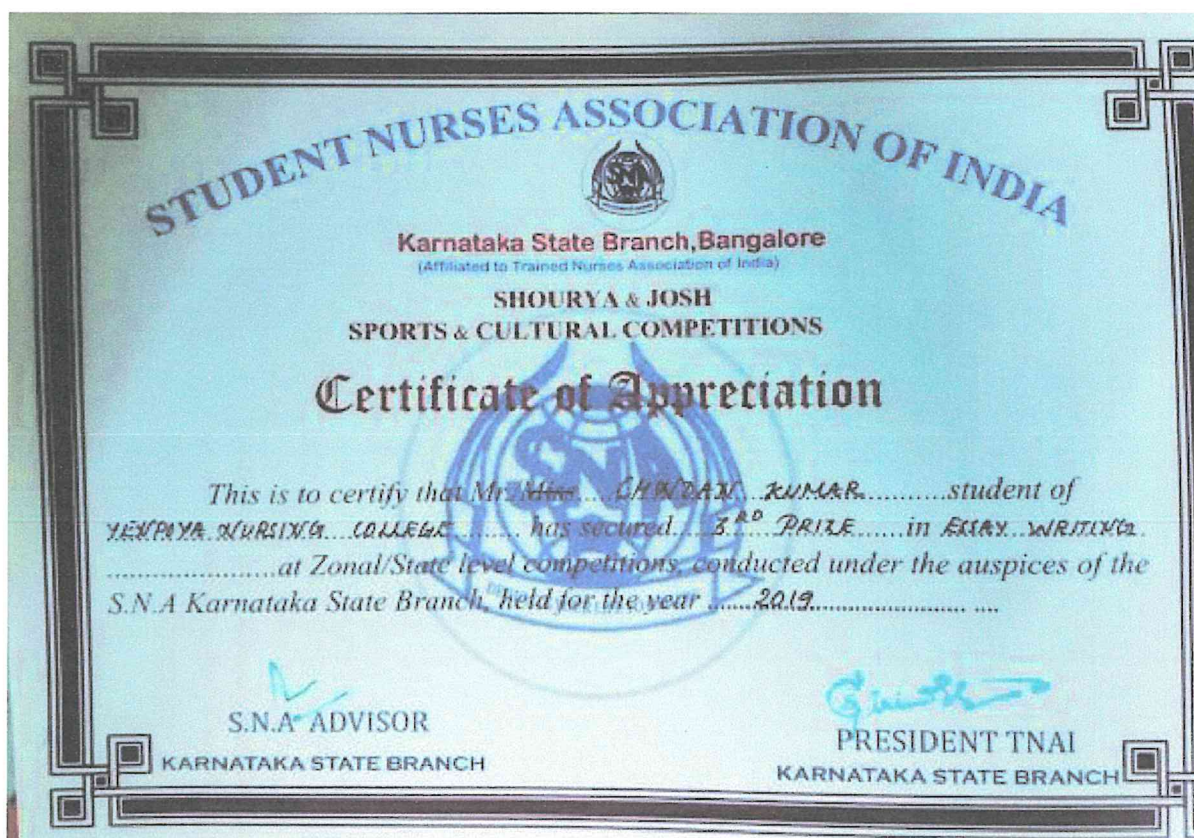 STUDENT NURSES ASSOCIATION OF INDIA
SNA
Karnataka State Branch,Bangalore
(Affiliated to Trained Nurses Association of India)
SHOURYA & JOSH
SPORTS & CULTURAL COMPETITIONS
Certificate of Appreciation
SNA
This is to certify that Mr/Miss....CHANDAN KUMAR..........student of
YENPOYA NURSING COLLEGE........ has secured....3RD PRIZE.....in ESSAY WRITING
........................at Zonal/State level competitions, conducted under the auspices of the
S.N.A Karnataka State Branch, held for the year ........2019......................... ....
S.N.A ADVISOR
KARNATAKA STATE BRANCH
PRESIDENT TNAI
KARNATAKA STATE BRANCH